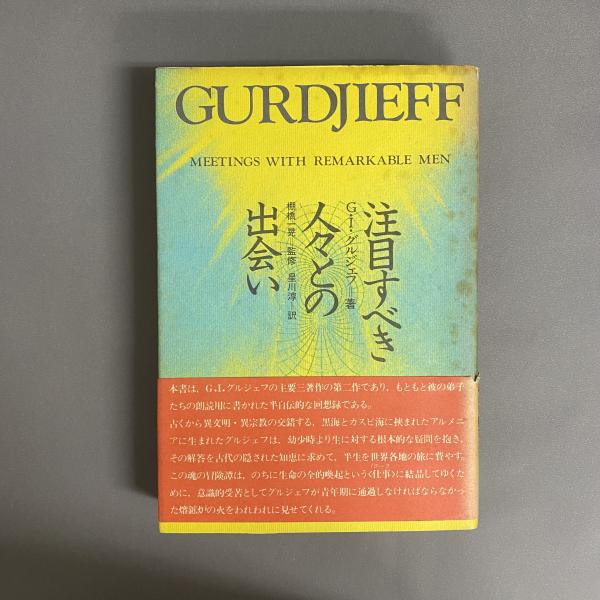 GURDJIEFF
MEETINGS WITH REMARKABLE MEN
注目すべき
人々との
出会い
G・I・グルジェフ=著
棚橋一晃=監修 星川淳=訳
本書は、G.I.グルジェフの主要三著作の第二作であり、もともと彼の弟子
たちの朗読用に書かれた半自伝的な回想録である。
古くから異文明・異宗教の交錯する、黒海とカスピ海に挟まれたアルメニ
アに生まれたグルジェフは、幼少時より生に対する根本的な疑問を抱き、
その解答を古代の隠された知恵に求めて、半生を世界各地の旅に費やす。
この魂の冒険譚は、のちに生命の全的喚起という〈仕事〉に結晶してゆくた
めに、意識的受苦としてグルジェフが青年期に通過しなければならなかっ
た熔鉱炉の火をわれわれに見せてくれる。